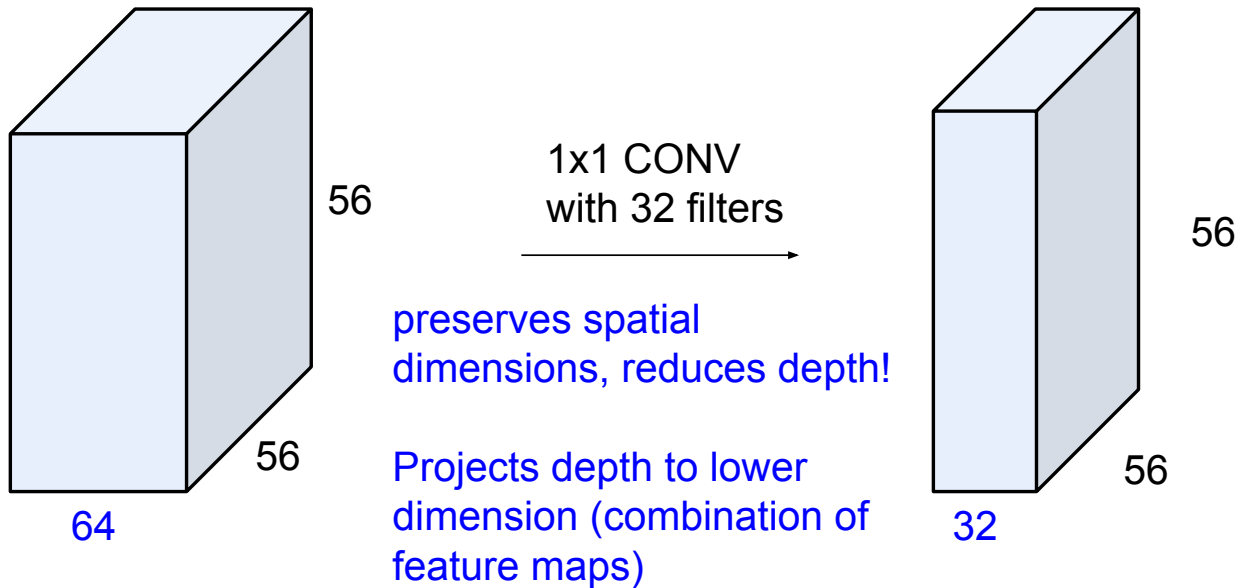 56
56
64
1x1 CONV
with 32 filters
preserves spatial
dimensions, reduces depth!
Projects depth to lower
dimension (combination of
feature maps)
56
56
32